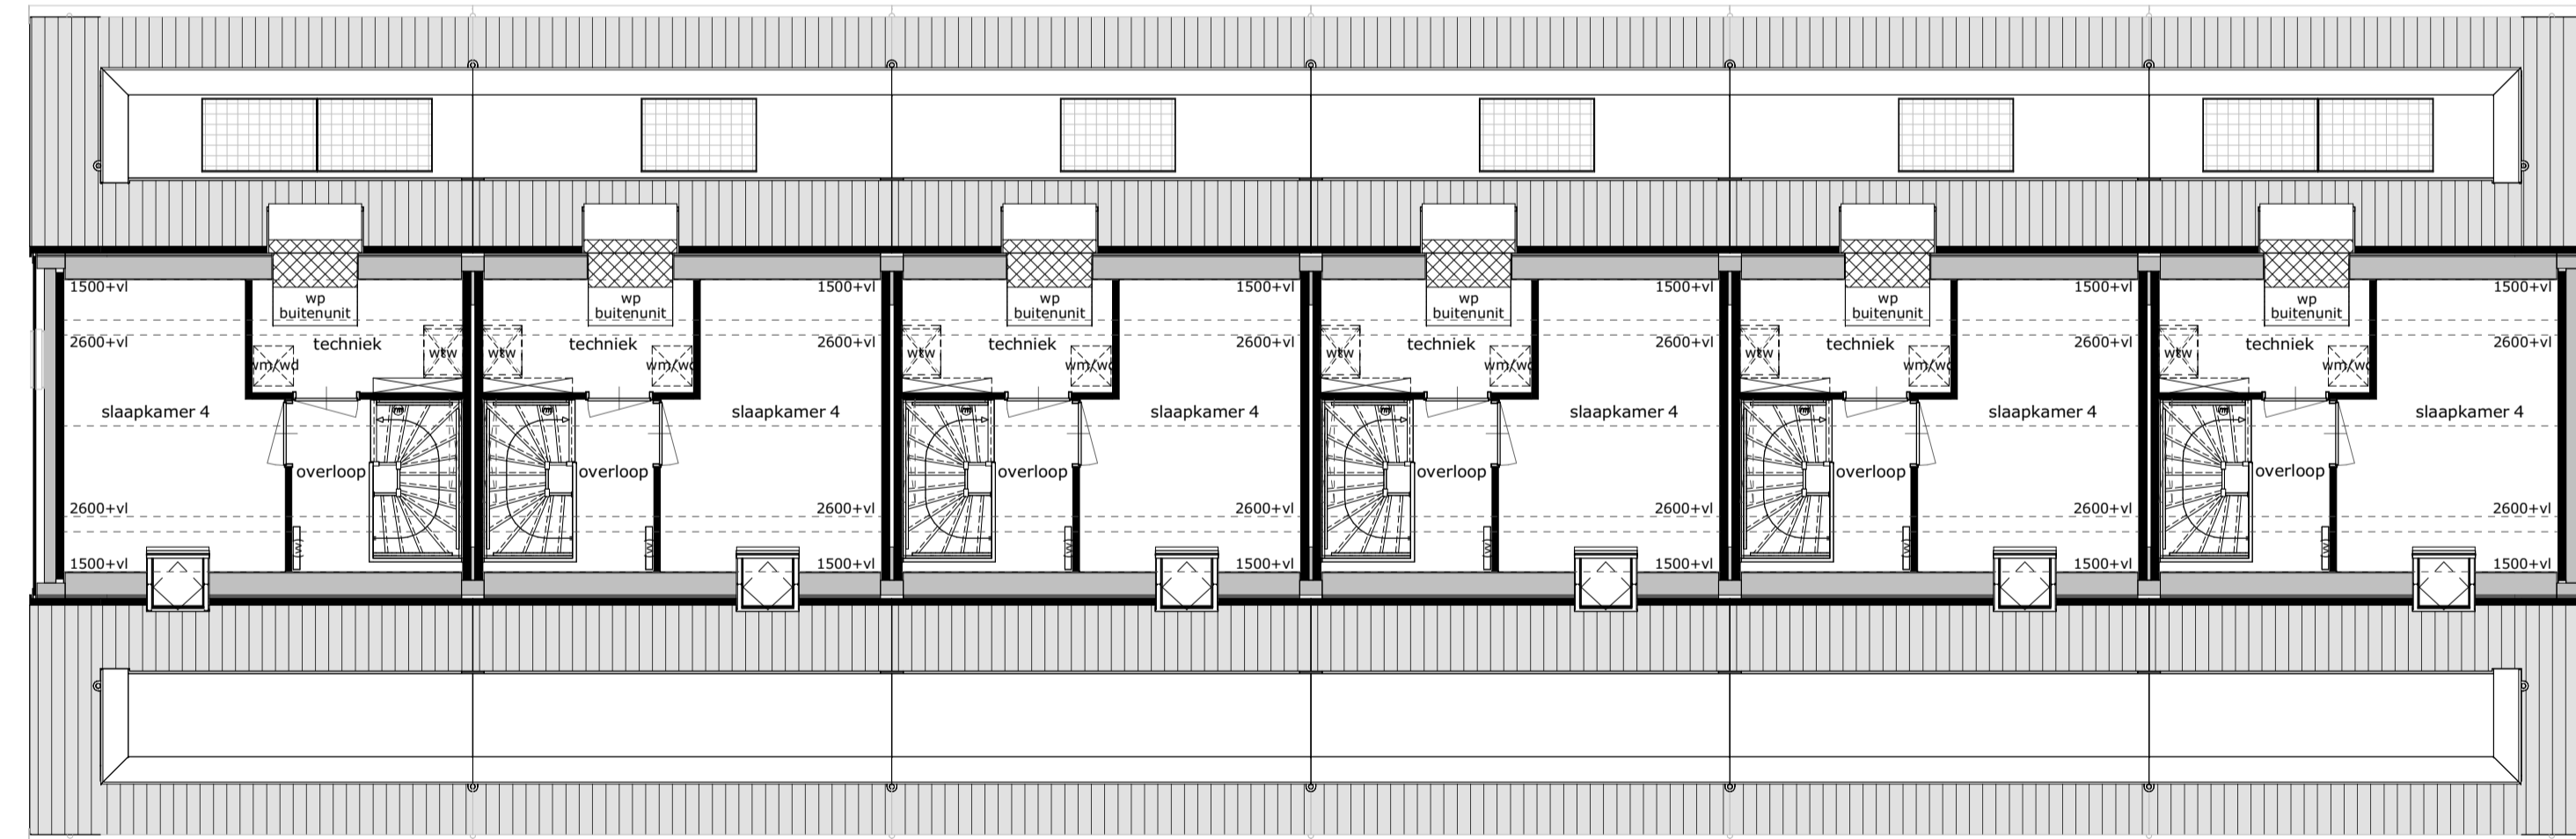 1500+vl
wp
buitenunit
wp
buitenunit
1500+vl
wp
buitenunit
1500+vl
wp
buitenunit
1500+vl
wp
buitenunit
1500+vl
wp
buitenunit
1500+vl
2600+vl
techniek
wtw
wm/wd
wtw
techniek
wm/wd
2600+vl
wtw
techniek
wm/wd
2600+vl
wtw
techniek
wm/wd
2600+vl
wtw
techniek
wm/wd
2600+vl
wtw
techniek
wm/wd
2600+vl
slaapkamer 4
slaapkamer 4
slaapkamer 4
slaapkamer 4
slaapkamer 4
slaapkamer 4
overloop
overloop
overloop
overloop
overloop
overloop
2600+vl
2600+vl
2600+vl
2600+vl
2600+vl
2600+vl
(w)
(w)
(w)
(w)
(w)
(w)
1500+vl
1500+vl
1500+vl
1500+vl
1500+vl
1500+vl